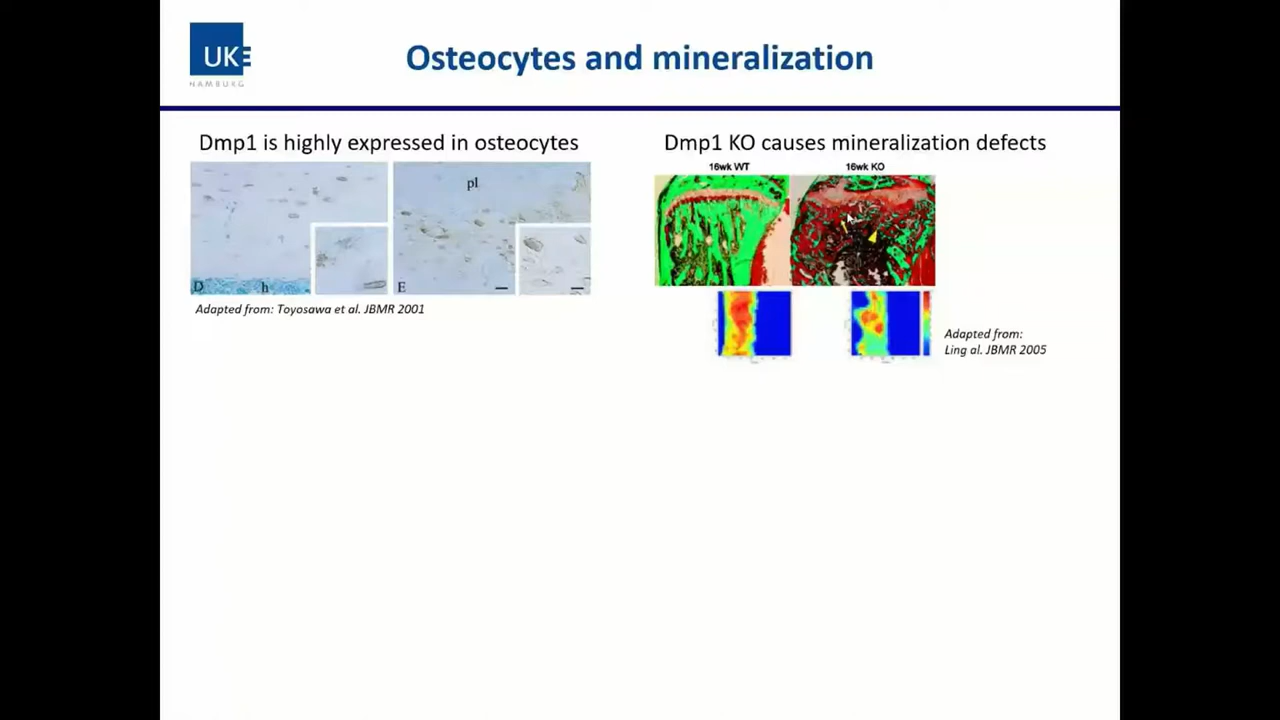 UKE
HAMBURG
Osteocytes and mineralization
Dmp1 is highly expressed in osteocytes
Dmp1 KO causes mineralization defects
16wk WT
16wk KO
pl
D
h
E
Adapted from: Toyosawa et al. JBMR 2001
Adapted from:
Ling al. JBMR 2005